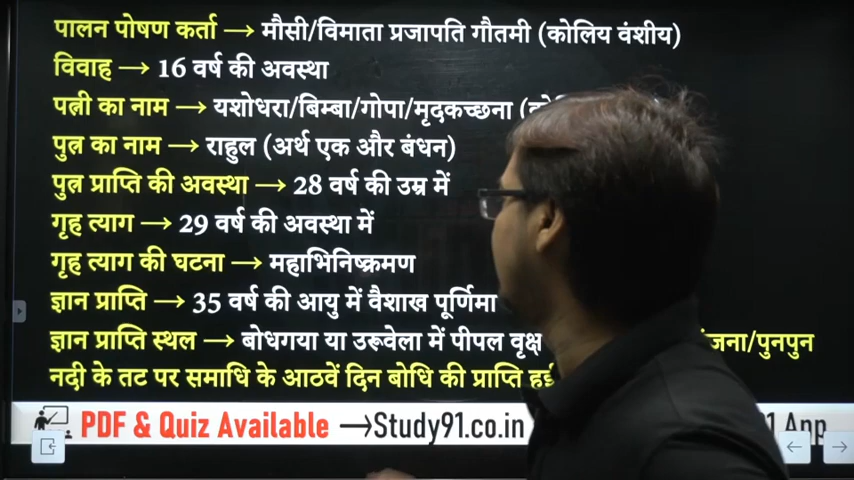 पालन पोषण कर्ता → मौसी/विमाता प्रजापति गौतमी (कोलिय वंशीय)
विवाह → 16 वर्ष की अवस्था
पत्नी का नाम → यशोधरा/बिम्बा/गोपा/मृदकच्छना
पुत्र का नाम → राहुल (अर्थ एक और बंधन)
पुत्र प्राप्ति की अवस्था → 28 वर्ष की उम्र में
गृह त्याग → 29 वर्ष की अवस्था में
गृह त्याग की घटना → महाभिनिष्क्रमण
ज्ञान प्राप्ति → 35 वर्ष की आयु में वैशाख पूर्णिमा
ज्ञान प्राप्ति स्थल → बोधगया या उरूवेला में पीपल वृक्ष /पुनपुन
नदी के तट पर समाधि के आठवें दिन बोधि की प्राप्ति हुई
PDF & Quiz Available →Study91.co.in App